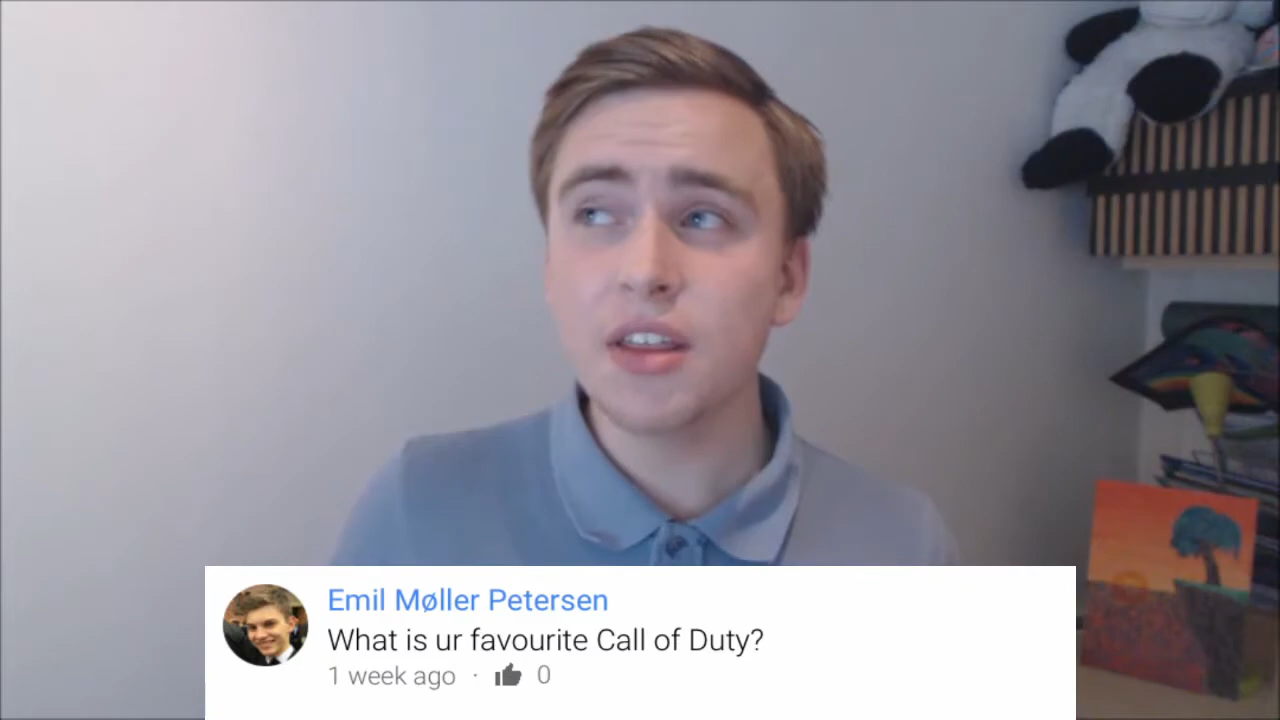 Emil Møller Petersen
What is ur favourite Call of Duty?
1 week ago · 0